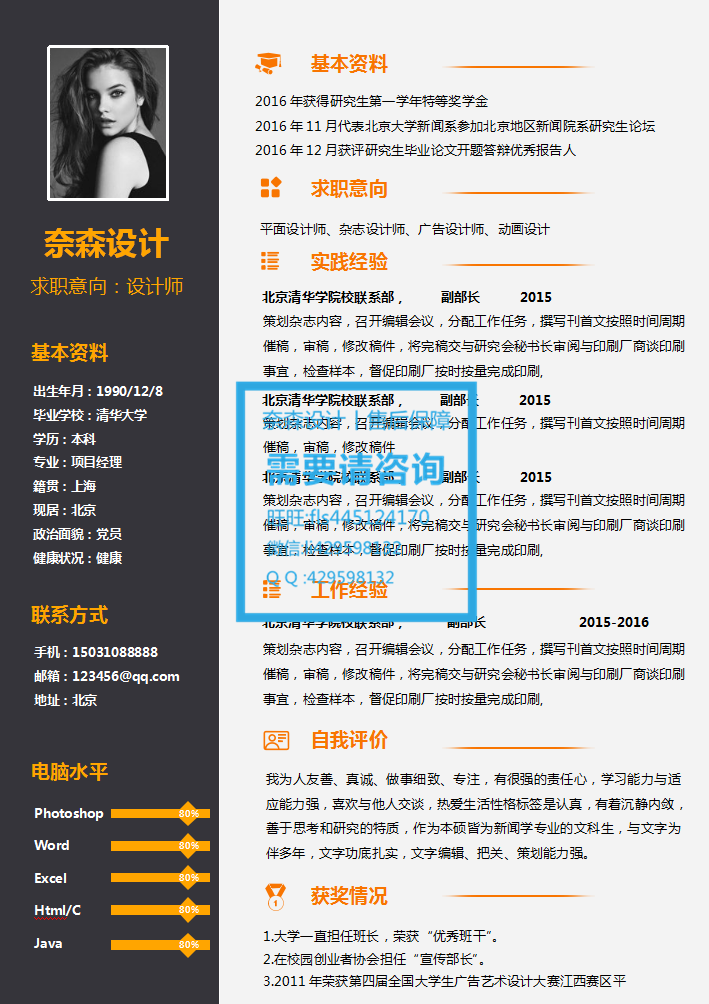 奈森设计
求职意向：设计师
基本资料
出生年月：1990/12/8
毕业学校：清华大学
学历：本科
专业：项目经理
籍贯：上海
现居：北京
政治面貌：党员
健康状况：健康
联系方式
手机：15031088888
邮箱：123456@qq.com
地址：北京
电脑水平
Photoshop 80%
Word 80%
Excel 80%
Html/C 80%
Java 80%
基本资料
2016 年获得研究生第一学年特等奖学金
2016 年 11 月代表北京大学新闻系参加北京地区新闻院系研究生论坛
2016 年 12 月获评研究生毕业论文开题答辩优秀报告人
求职意向
平面设计师、杂志设计师、广告设计师、动画设计
实践经验
北京清华学院校联系部， 副部长 2015
策划杂志内容，召开编辑会议，分配工作任务，撰写刊首文按照时间周期
催稿，审稿，修改稿件，将完稿交与研究会秘书长审阅与印刷厂商谈印刷
事宜，检查样本，督促印刷厂按时按量完成印刷,
北京清华学院校联系部， 副部长 2015
策划杂志内容，召开编辑会议，分配工作任务，撰写刊首文按照时间周期
催稿，审稿，修改稿件
北京清华学院校联系部， 副部长 2015
策划杂志内容，召开编辑会议，分配工作任务，撰写刊首文按照时间周期
催稿，审稿，修改稿件，将完稿交与研究会秘书长审阅与印刷厂商谈印刷
事宜，检查样本，督促印刷厂按时按量完成印刷,
奈森设计丨售后保障
需要请咨询
旺旺:fls445124170
QQ:429598132
工作经验
北京清华学院校联系部， 副部长 2015-2016
策划杂志内容，召开编辑会议，分配工作任务，撰写刊首文按照时间周期
催稿，审稿，修改稿件，将完稿交与研究会秘书长审阅与印刷厂商谈印刷
事宜，检查样本，督促印刷厂按时按量完成印刷,
自我评价
我为人友善、真诚、做事细致、专注，有很强的责任心，学习能力与适
应能力强，喜欢与他人交谈，热爱生活性格标签是认真，有着沉静内敛，
善于思考和研究的特质，作为本硕皆为新闻学专业的文科生，与文字为
伴多年，文字功底扎实，文字编辑、把关、策划能力强。
获奖情况
1.大学一直担任班长，荣获“优秀班干”。
2.在校园创业者协会担任“宣传部长”。
3.2011 年荣获第四届全国大学生广告艺术设计大赛江西赛区平